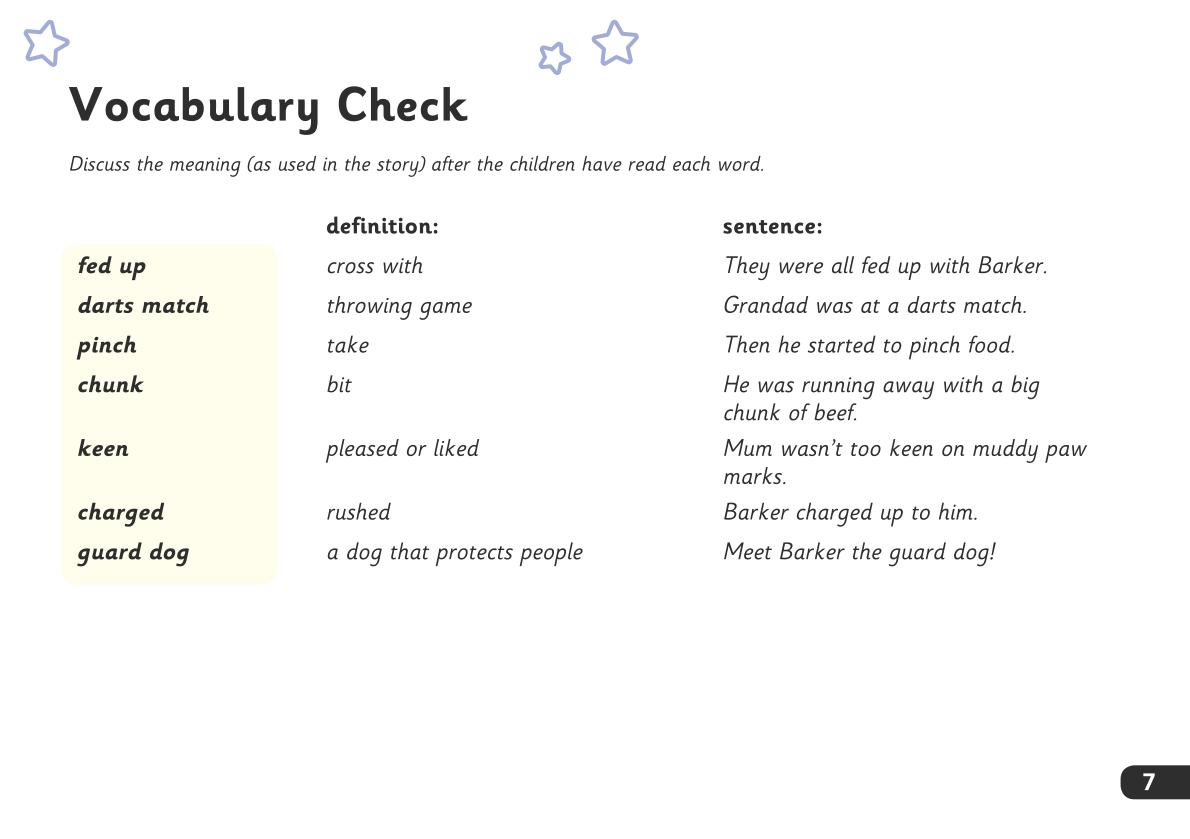 Vocabulary Check
Discuss the meaning (as used in the story) after the children have read each word.
definition: sentence:
fed up cross with They were all fed up with Barker.
darts match throwing game Grandad was at a darts match.
pinch take Then he started to pinch food.
chunk bit He was running away with a big
chunk of beef.
keen pleased or liked Mum wasn’t too keen on muddy paw
marks.
charged rushed Barker charged up to him.
guard dog a dog that protects people Meet Barker the guard dog!
7